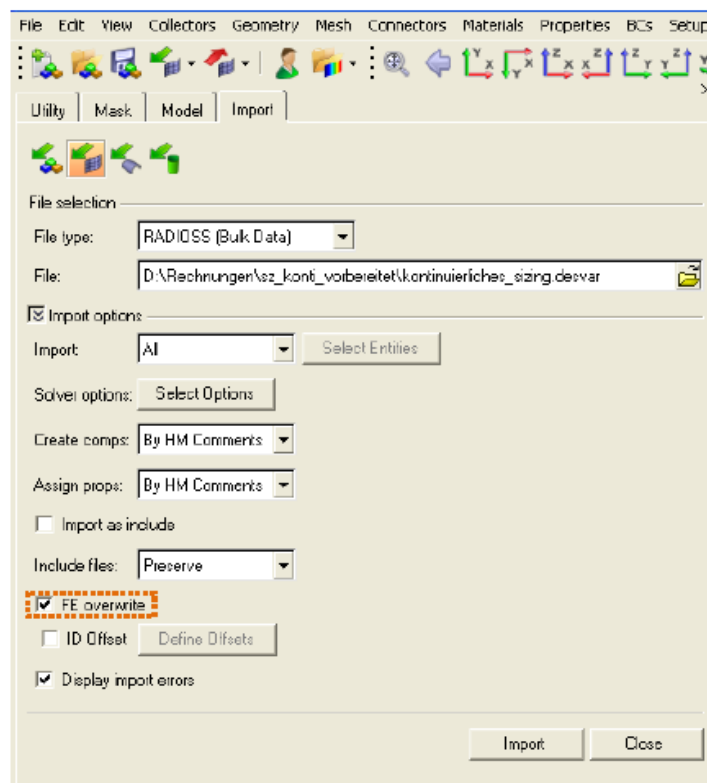 File Edit View Collectors Geometry Mesh Connectors Materials Properties BCs Setup
Utility Mask Model Import
File selection
File type: RADIOSS (Bulk Data)
File: D:\Rechnungen\sz_konti_vorbereitet\kontinuierliches_sizing.desvar
Import options
Import: All Select Entities
Solver options: Select Options
Create comps: By HM Comments
Assign props: By HM Comments
Import as include
Include files: Preserve
FE overwrite
ID Offset Define Offsets
Display import errors
Import Close